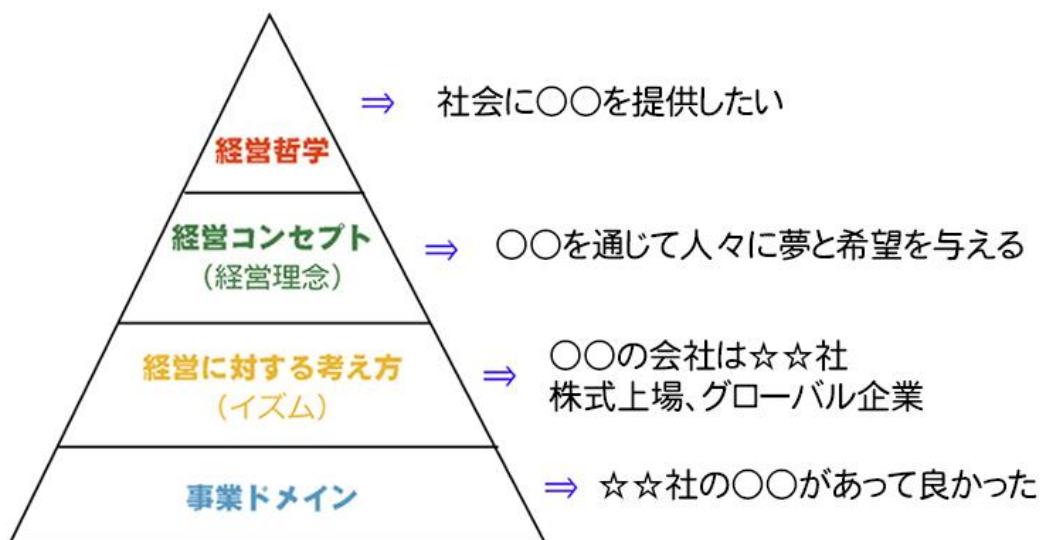 社会に○○を提供したい
経営哲学
経営コンセプト
(経営理念)
⇒ ○○を通じて人々に夢と希望を与える
経営に対する考え方
(イズム)
⇒ ○○の会社は☆☆社
株式上場、グローバル企業
事業ドメイン
⇒ ☆☆社の○○があって良かった